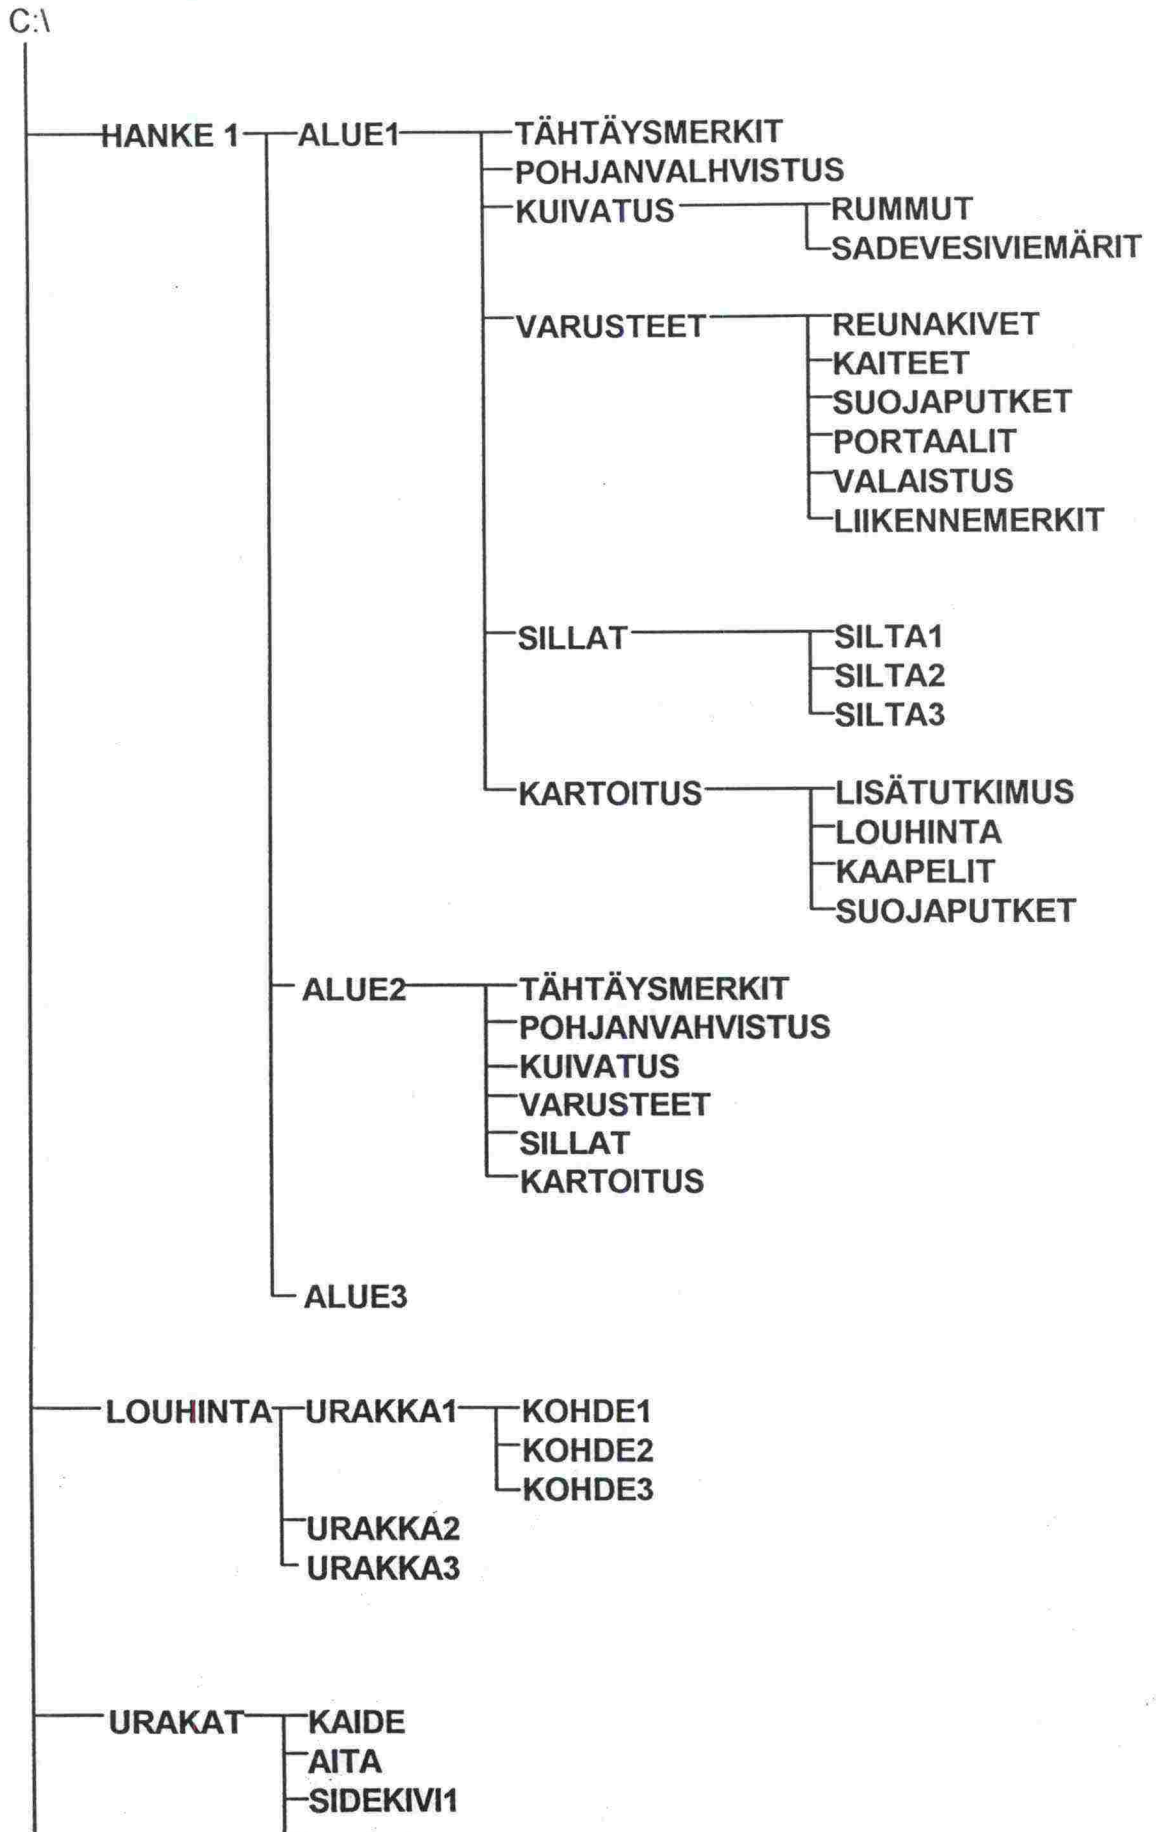 C:\
HANKE 1 ALUE1 TÄHTÄYSMERKIT
POHJANVALHVISTUS
KUIVATUS RUMMUT
SADEVESIVIEMÄRIT
VARUSTEET REUNAKIVET
KAITEET
SUOJAPUTKET
PORTAALIT
VALAISTUS
LIIKENNEMERKIT
SILLAT SILTA1
SILTA2
SILTA3
KARTOITUS LISÄTUTKIMUS
LOUHINTA
KAAPELIT
SUOJAPUTKET
ALUE2 TÄHTÄYSMERKIT
POHJANVAHVISTUS
KUIVATUS
VARUSTEET
SILLAT
KARTOITUS
ALUE3
LOUHINTA URAKKA1 KOHDE1
KOHDE2
KOHDE3
URAKKA2
URAKKA3
URAKAT KAIDE
AITA
SIDEKIVI1